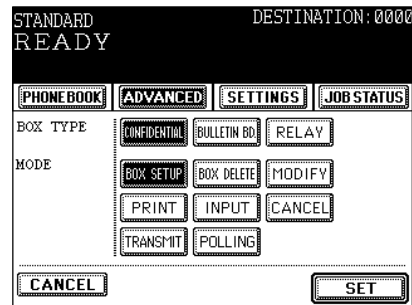 STANDARD DESTINATION:0000
READY
PHONEBOOK ADVANCED SETTINGS JOB STATUS
BOX TYPE CONFIDENTIAL BULLETIN BD. RELAY
MODE BOX SETUP BOX DELETE MODIFY
PRINT INPUT CANCEL
TRANSMIT POLLING
CANCEL SET